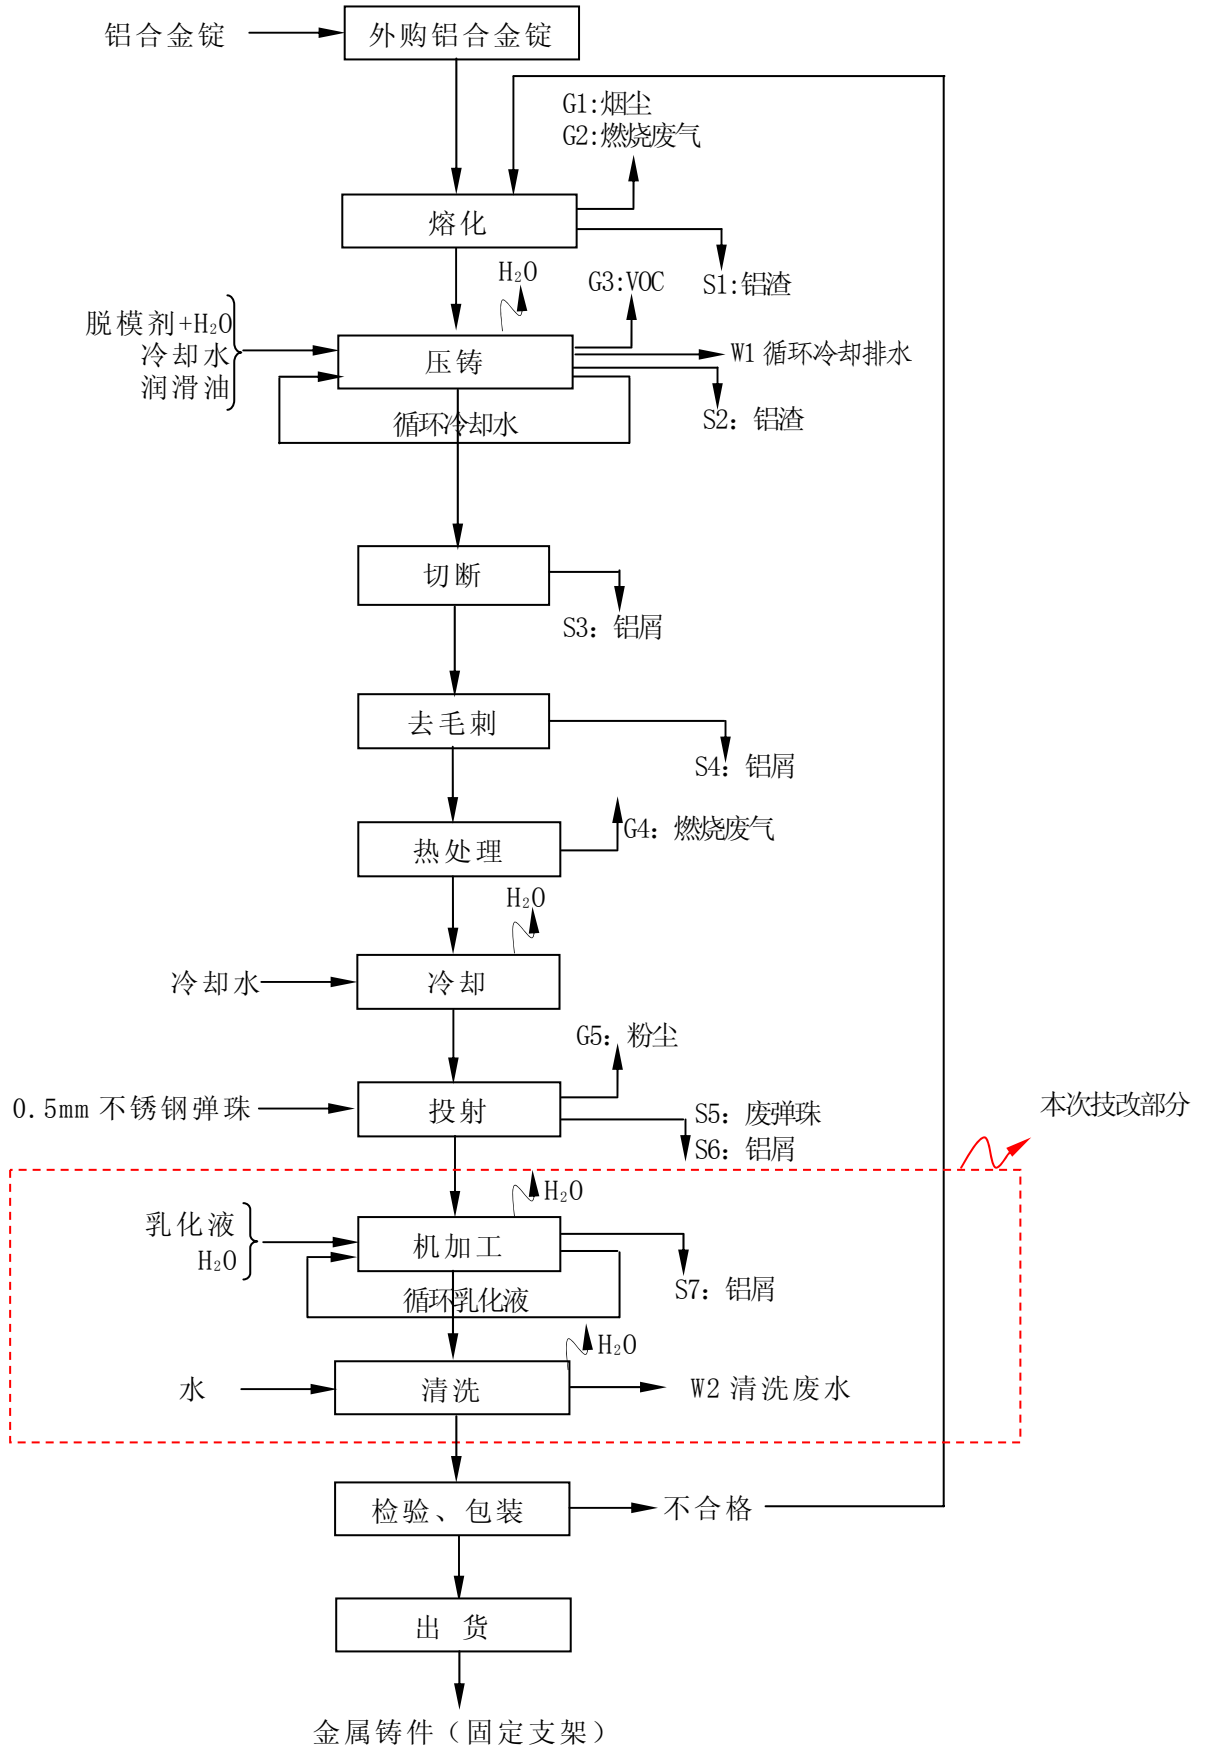 铝合金锭
外购铝合金锭
G1:烟尘
G2:燃烧废气
熔化
S1:铝渣
H₂O
G3:VOC
脱模剂+H₂O
冷却水
润滑油
压铸
W1 循环冷却排水
S2：铝渣
循环冷却水
切断
S3：铝屑
去毛刺
S4：铝屑
热处理
G4：燃烧废气
H₂O
冷却水
冷却
G5：粉尘
0.5mm 不锈钢弹珠
投射
S5：废弹珠
S6：铝屑
本次技改部分
H₂O
乳化液
H₂O
机加工
S7：铝屑
循环乳化液
H₂O
水
清洗
W2 清洗废水
检验、包装
不合格
出 货
金属铸件（固定支架）